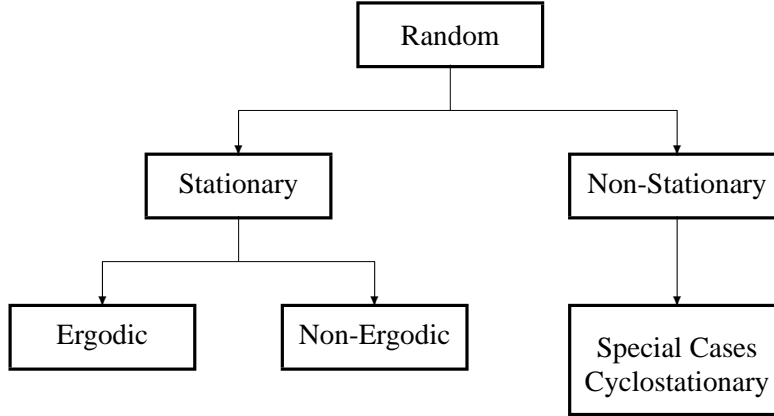 Random
Stationary
Non-Stationary
Ergodic
Non-Ergodic
Special Cases
Cyclostationary